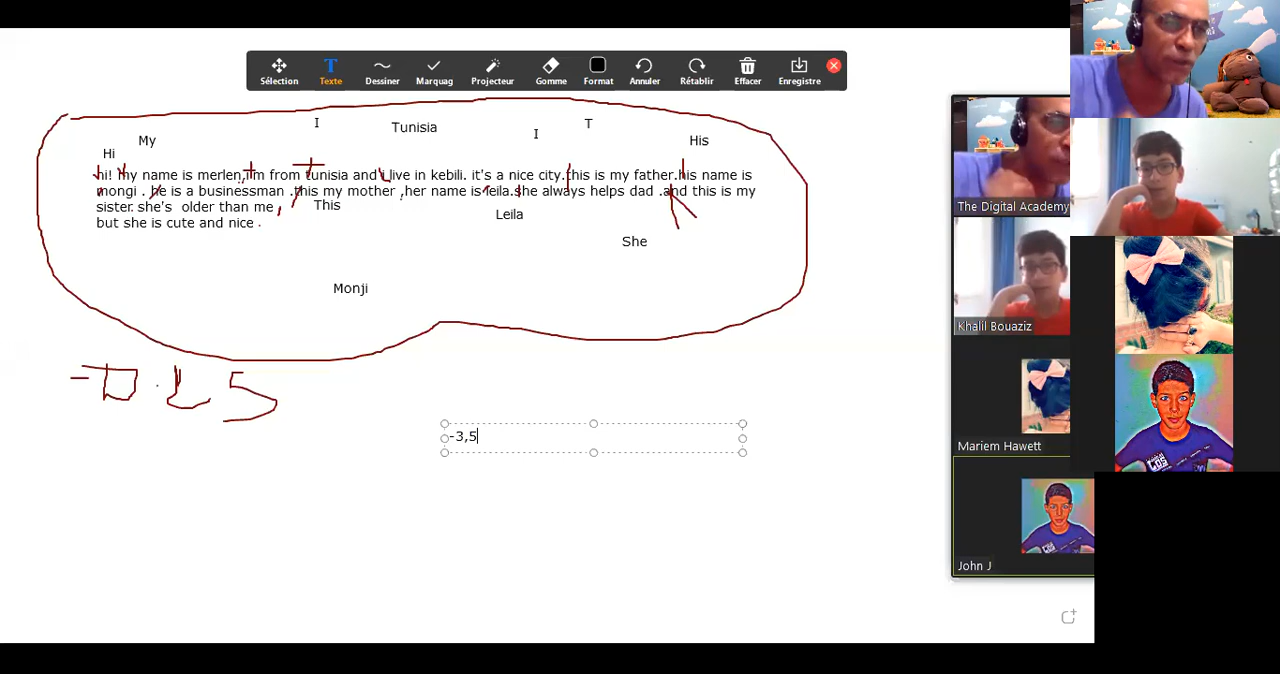 Sélection Texte Dessiner Marquag Projecteur Gomme Format Annuler Rétablir Effacer Enregistre
I Tunisia I T
My His
Hi
hi! my name is merlen,im from tunisia and i live in kebili. it's a nice city.this is my father.his name is
mongi . he is a businessman .this my mother ,her name is leila.she always helps dad .and this is my
sister. she's older than me ,
This
Leila
but she is cute and nice .
She
Monji
-0.25
-3,5
The Digital Academy
Khalil Bouaziz
Mariem Hawett
John J